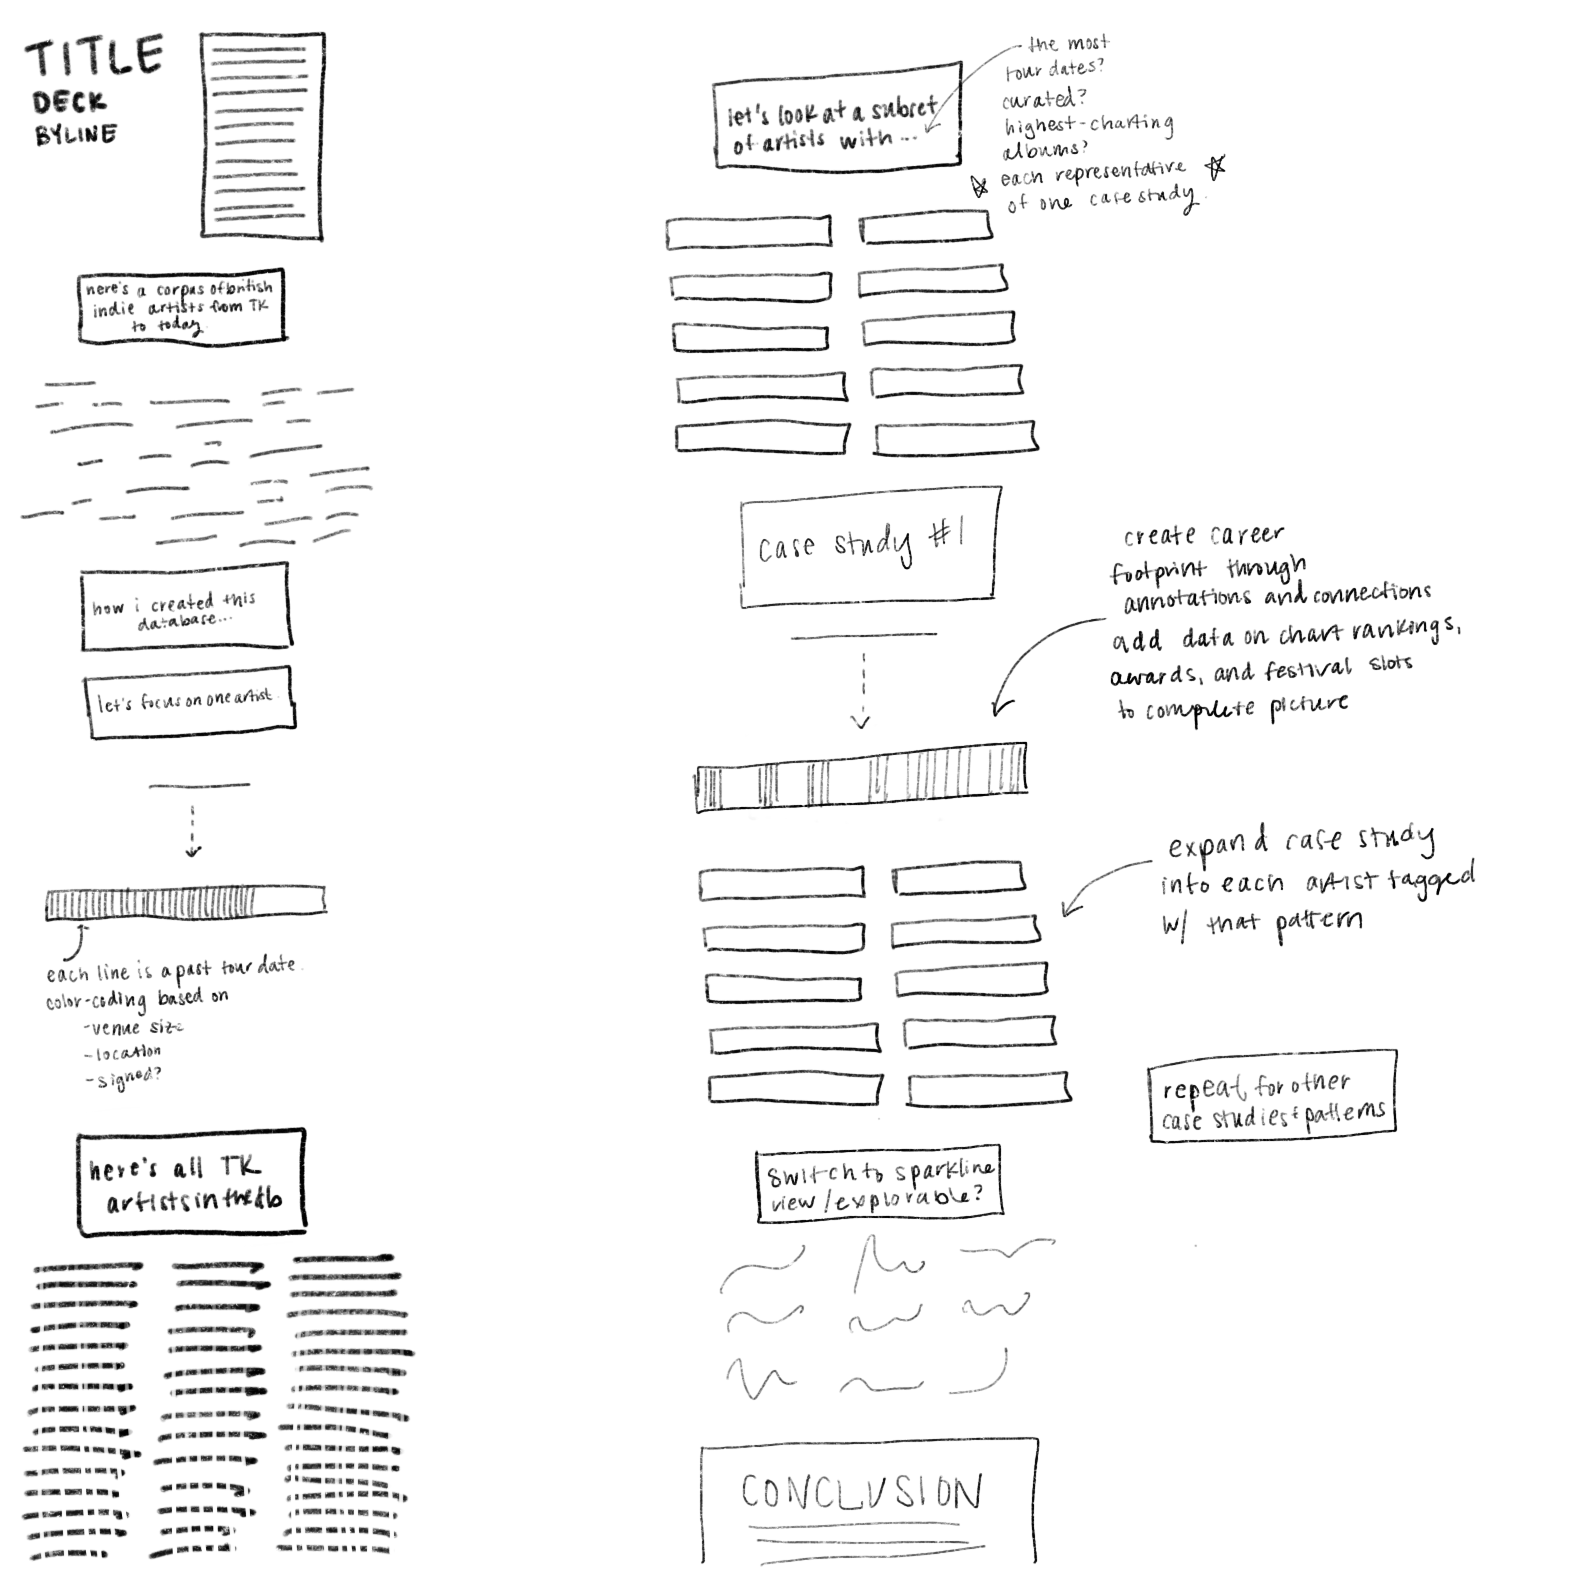 TITLE
DECK
BYLINE
here's a corpus of british
indie artists from TK
to today.
how i created this
database...
let's focus on one artist.
each line is a past tour date.
color-coding based on
-venue size
-location
-signed?
here's all TK
artists in the db
let's look at a subset
of artists with ...
the most
tour dates?
curated?
highest-charting
albums?
each representative
of one case study.
case study #1
create career
footprint through
annotations and connections
add data on chart rankings,
awards, and festival slots
to complete picture
expand case study
into each artist tagged
w/ that pattern
repeat for other
case studies + patterns
switch to sparkline
view/explorable?
CONCLUSION